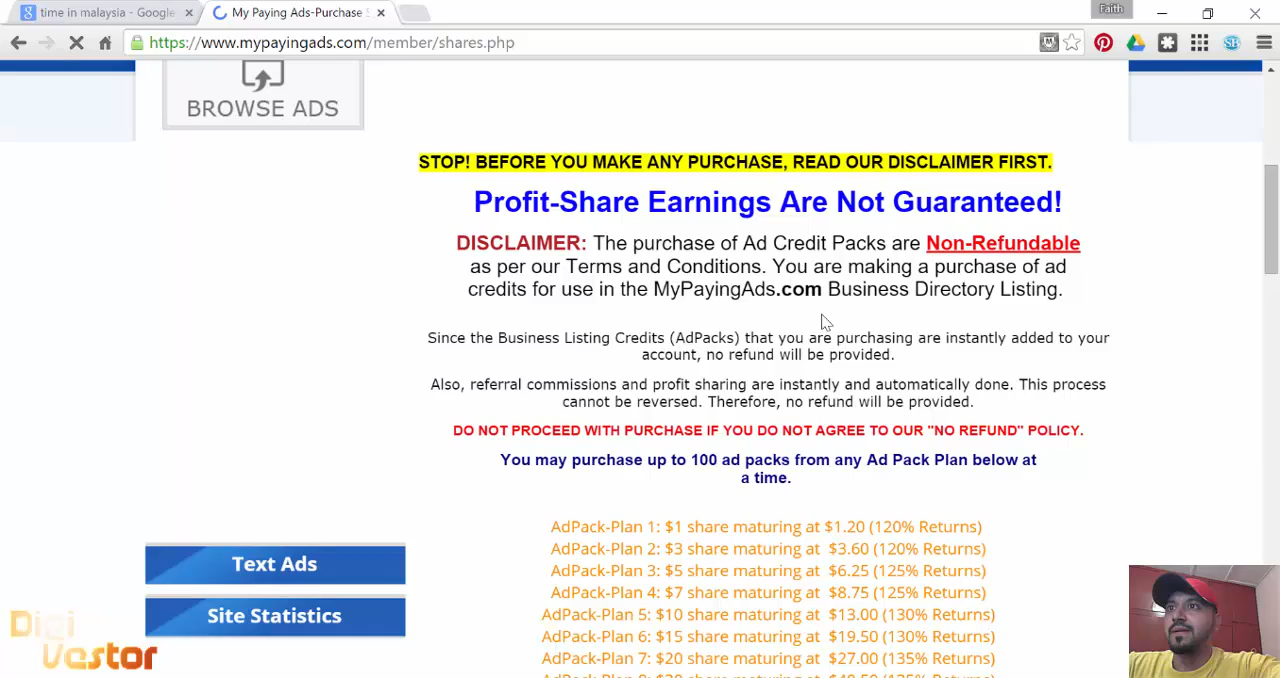 time in malaysia - Google
My Paying Ads-Purchase
Faith
https://www.mypayingads.com/member/shares.php
BROWSE ADS
STOP! BEFORE YOU MAKE ANY PURCHASE, READ OUR DISCLAIMER FIRST.
Profit-Share Earnings Are Not Guaranteed!
DISCLAIMER: The purchase of Ad Credit Packs are Non-Refundable
as per our Terms and Conditions. You are making a purchase of ad
credits for use in the MyPayingAds.com Business Directory Listing.
Since the Business Listing Credits (AdPacks) that you are purchasing are instantly added to your
account, no refund will be provided.
Also, referral commissions and profit sharing are instantly and automatically done. This process
cannot be reversed. Therefore, no refund will be provided.
DO NOT PROCEED WITH PURCHASE IF YOU DO NOT AGREE TO OUR "NO REFUND" POLICY.
You may purchase up to 100 ad packs from any Ad Pack Plan below at
a time.
AdPack-Plan 1: $1 share maturing at $1.20 (120% Returns)
AdPack-Plan 2: $3 share maturing at $3.60 (120% Returns)
AdPack-Plan 3: $5 share maturing at $6.25 (125% Returns)
AdPack-Plan 4: $7 share maturing at $8.75 (125% Returns)
AdPack-Plan 5: $10 share maturing at $13.00 (130% Returns)
AdPack-Plan 6: $15 share maturing at $19.50 (130% Returns)
AdPack-Plan 7: $20 share maturing at $27.00 (135% Returns)
Text Ads
Site Statistics
Digi
Vestor